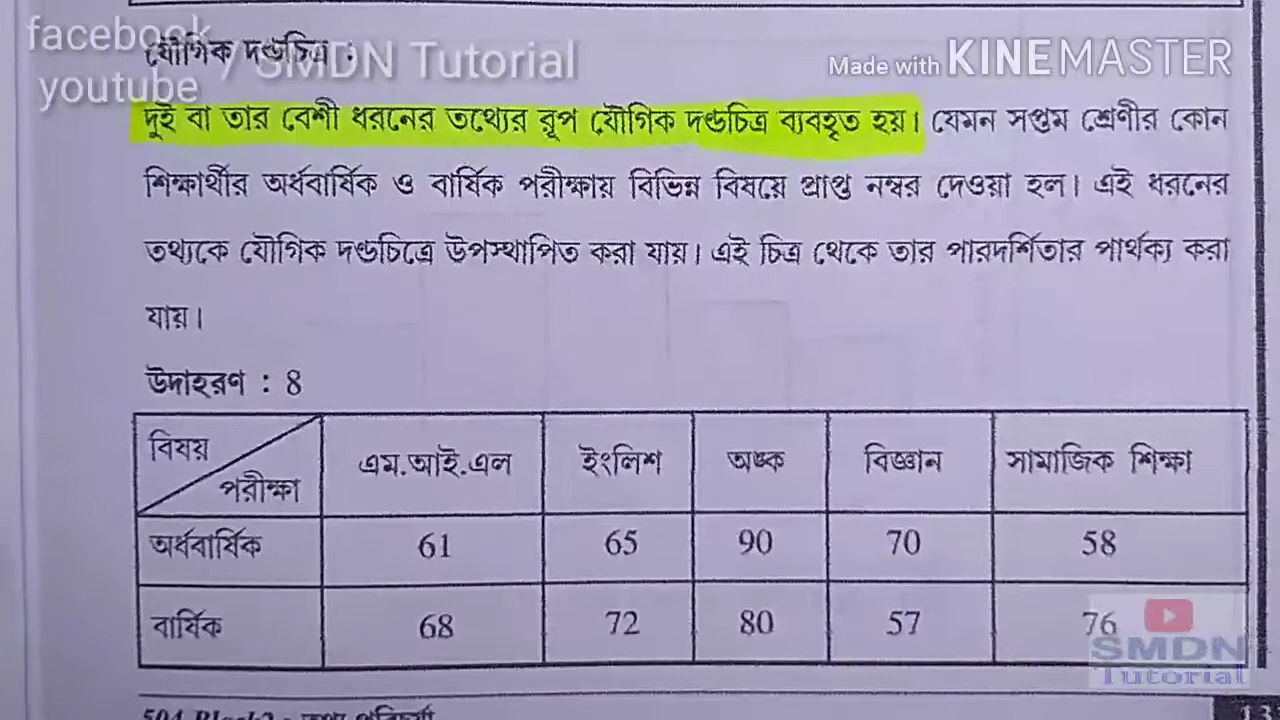 facebook
youtube / SMDN Tutorial
Made with KINEMASTER
যৌগিক দণ্ডচিত্র :
দুই বা তার বেশী ধরনের তথ্যের রূপ যৌগিক দণ্ডচিত্র ব্যবহৃত হয়। যেমন সপ্তম শ্রেণীর কোন
শিক্ষার্থীর অর্ধবার্ষিক ও বার্ষিক পরীক্ষায় বিভিন্ন বিষয়ে প্রাপ্ত নম্বর দেওয়া হল। এই ধরনের
তথ্যকে যৌগিক দণ্ডচিত্রে উপস্থাপিত করা যায়। এই চিত্র থেকে তার পারদর্শিতার পার্থক্য করা
যায়।
উদাহরণ : 8
বিষয় পরীক্ষা এম.আই.এল ইংলিশ অঙ্ক বিজ্ঞান সামাজিক শিক্ষা
অর্ধবার্ষিক 61 65 90 70 58
বার্ষিক 68 72 80 57 76
SMDN
Tutorial